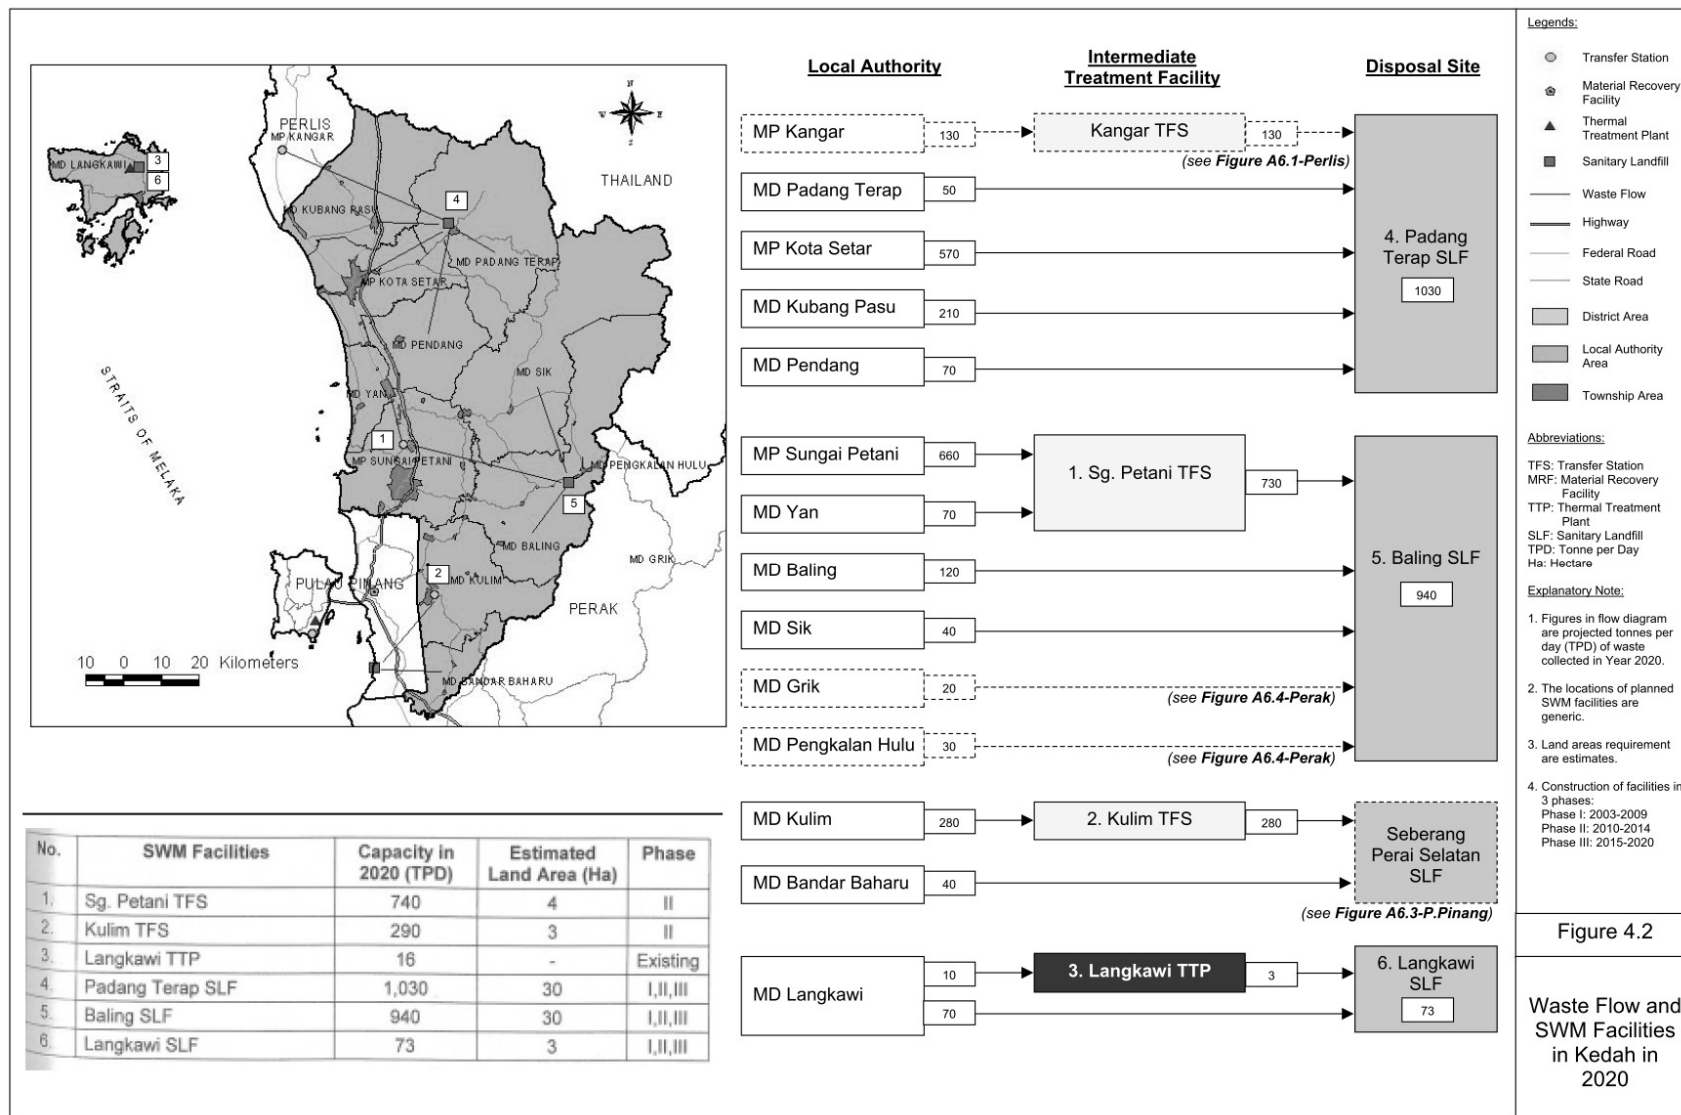 PERLIS
MP KANGAR
MD LANGKAWI
3
6
N
W
E
S
THAILAND
4
MD KUBANG PASU
MD PADANG TERAP
MP KOTA SETAR
MD PENDANG
MD SIK
MD YAN
1
MP SUNGAI PETANI
MD PENGKALAN HULU
5
MD BALING
MD GRIK
2
MD KULIM
PULAU PINANG
PERAK
STRAITS OF MELAKA
10 0 10 20 Kilometers
MD BANDAR BAHARU
No. SWM Facilities Capacity in 2020 (TPD) Estimated Land Area (Ha) Phase
1. Sg. Petani TFS 740 4 II
2. Kulim TFS 290 3 II
3. Langkawi TTP 16 - Existing
4. Padang Terap SLF 1,030 30 I,II,III
5. Baling SLF 940 30 I,II,III
6. Langkawi SLF 73 3 I,II,III
Local Authority
Intermediate
Treatment Facility
Disposal Site
MP Kangar 130 Kangar TFS 130
(see Figure A6.1-Perlis)
MD Padang Terap 50
MP Kota Setar 570
MD Kubang Pasu 210
MD Pendang 70
4. Padang
Terap SLF
1030
MP Sungai Petani 660
1. Sg. Petani TFS 730
MD Yan 70
MD Baling 120
MD Sik 40
MD Grik 20
(see Figure A6.4-Perak)
MD Pengkalan Hulu 30
(see Figure A6.4-Perak)
5. Baling SLF
940
MD Kulim 280 2. Kulim TFS 280
MD Bandar Baharu 40
Seberang
Perai Selatan
SLF
(see Figure A6.3-P.Pinang)
MD Langkawi
10 3. Langkawi TTP 3
70
6. Langkawi
SLF
73
Legends:
Transfer Station
Material Recovery
Facility
Thermal
Treatment Plant
Sanitary Landfill
Waste Flow
Highway
Federal Road
State Road
District Area
Local Authority
Area
Township Area
Abbreviations:
TFS: Transfer Station
MRF: Material Recovery
Facility
TTP: Thermal Treatment
Plant
SLF: Sanitary Landfill
TPD: Tonne per Day
Ha: Hectare
Explanatory Note:
1. Figures in flow diagram
are projected tonnes per
day (TPD) of waste
collected in Year 2020.
2. The locations of planned
SWM facilities are
generic.
3. Land areas requirement
are estimates.
4. Construction of facilities in
3 phases:
Phase I: 2003-2009
Phase II: 2010-2014
Phase III: 2015-2020
Figure 4.2
Waste Flow and
SWM Facilities
in Kedah in
2020